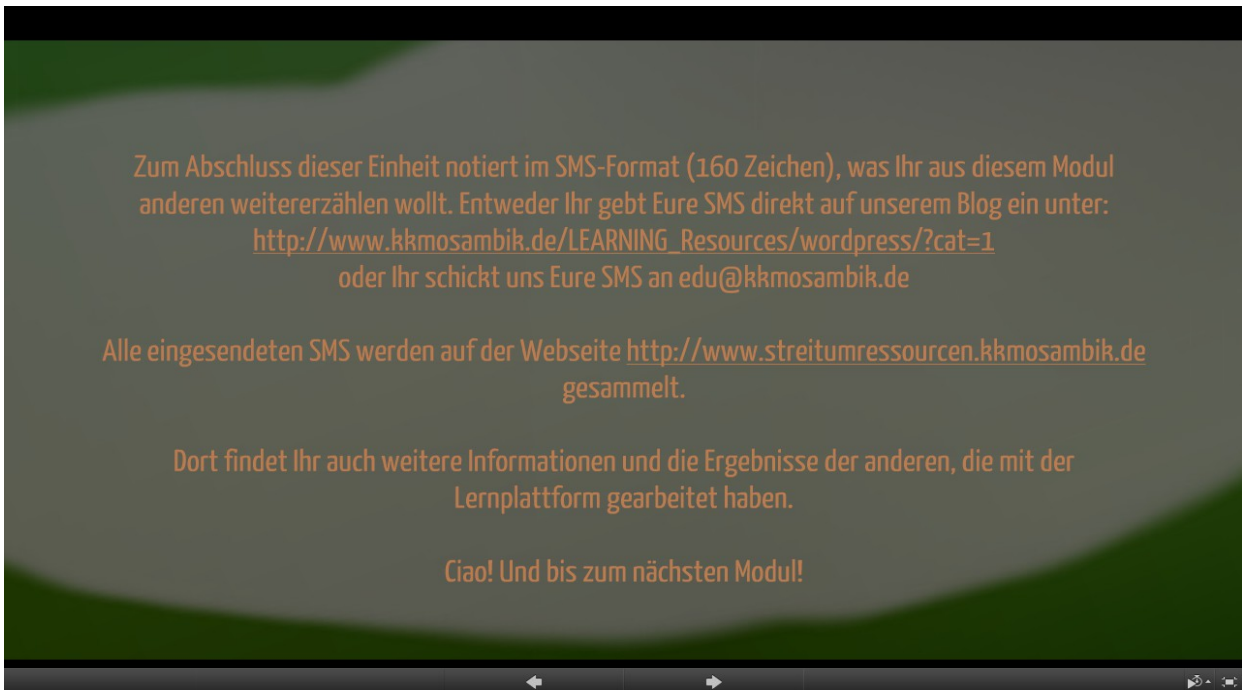 Zum Abschluss dieser Einheit notiert im SMS-Format (160 Zeichen), was Ihr aus diesem Modul
anderen weitererzählen wollt. Entweder Ihr gebt Eure SMS direkt auf unserem Blog ein unter:
http://www.kkmosambik.de/LEARNING_Resources/wordpress/?cat=1
oder Ihr schickt uns Eure SMS an edu@kkmosambik.de
Alle eingesendeten SMS werden auf der Webseite http://www.streitumressourcen.kkmosambik.de
gesammelt.
Dort findet Ihr auch weitere Informationen und die Ergebnisse der anderen, die mit der
Lernplattform gearbeitet haben.
Ciao! Und bis zum nächsten Modul!